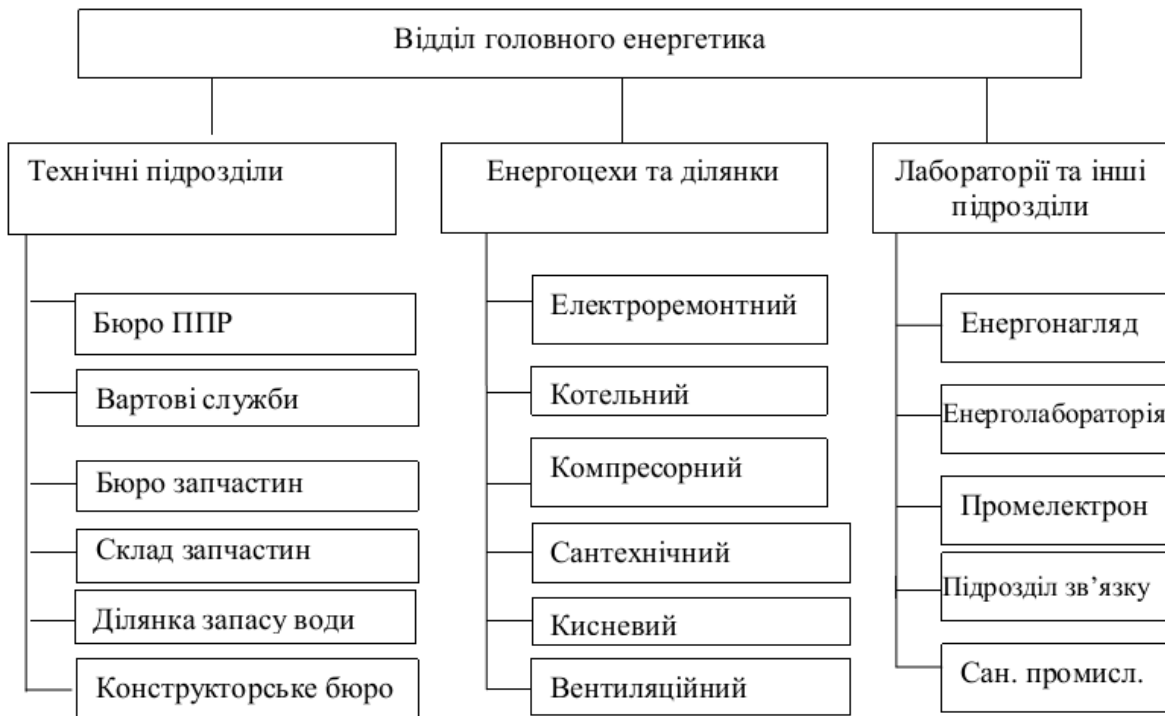 Відділ головного енергетика
Технічні підрозділи
Енергоцехи та ділянки
Лабораторії та інші
підрозділи
Бюро ППР
Вартові служби
Бюро запчастин
Склад запчастин
Ділянка запасу води
Конструкторське бюро
Електроремонтний
Котельний
Компресорний
Сантехнічний
Кисневий
Вентиляційний
Енергонагляд
Енерголабораторія
Промелектрон
Підрозділ зв’язку
Сан. промисл.